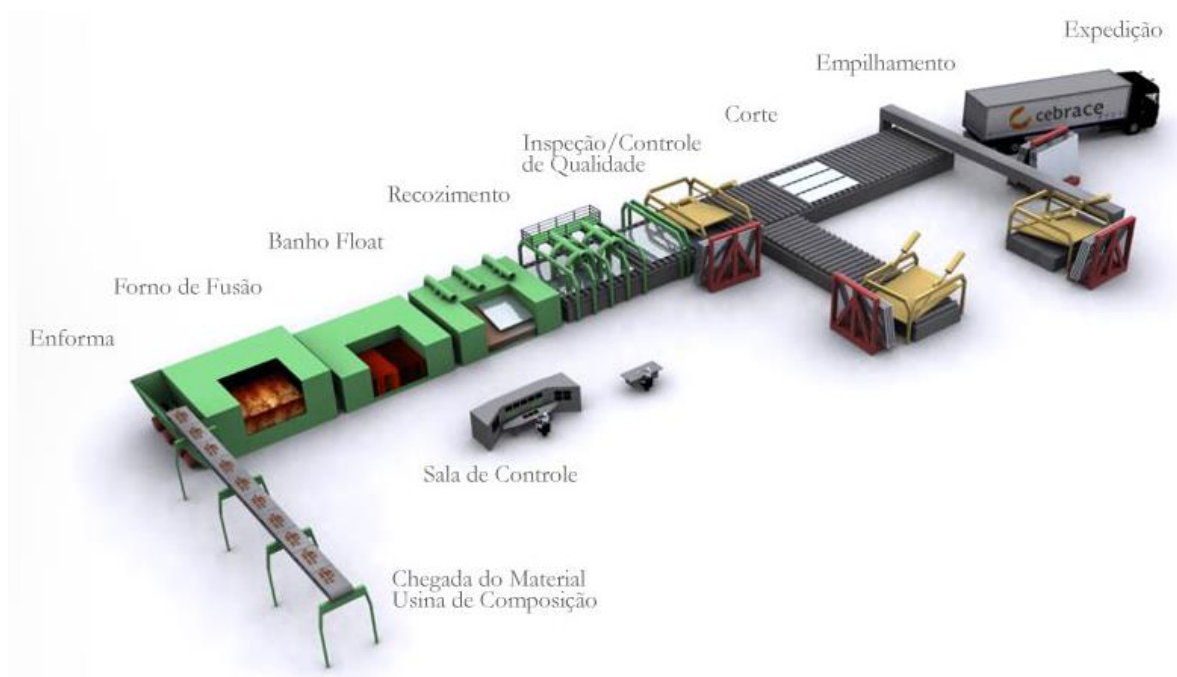 Expedição
Empilhamento
cebrace
Corte
Inspeção/Controle
de Qualidade
Recozimento
Banho Float
Forno de Fusão
Enforma
Sala de Controle
Chegada do Material
Usina de Composição